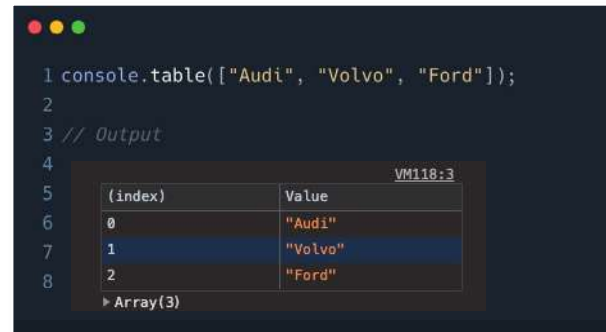 1 console.table(["Audi", "Volvo", "Ford"]);
2
3 // Output
4
VM118:3
5 (index) Value
6 0 "Audi"
7 1 "Volvo"
8 2 "Ford"
▶ Array(3)